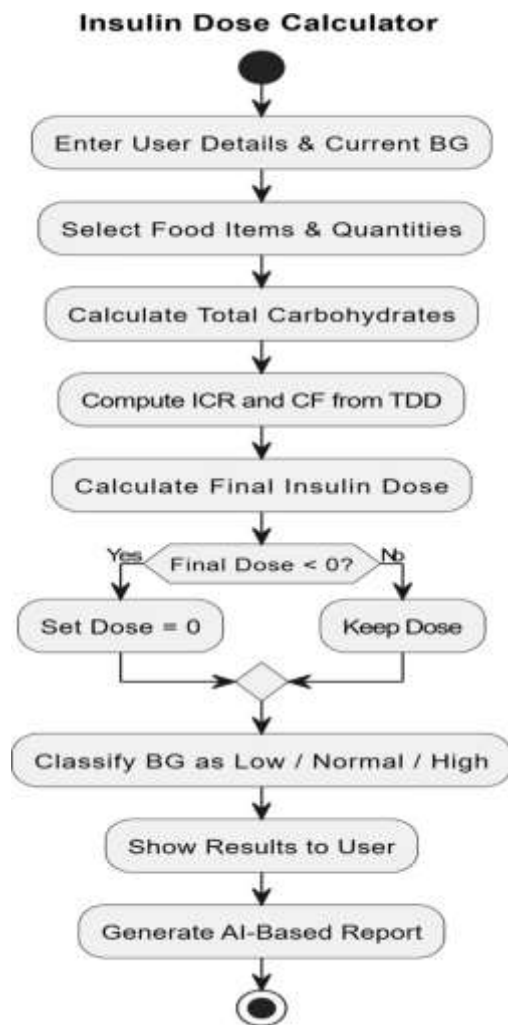 Insulin Dose Calculator
Enter User Details & Current BG
Select Food Items & Quantities
Calculate Total Carbohydrates
Compute ICR and CF from TDD
Calculate Final Insulin Dose
Yes
Final Dose < 0?
No
Set Dose = 0
Keep Dose
Classify BG as Low / Normal / High
Show Results to User
Generate AI-Based Report